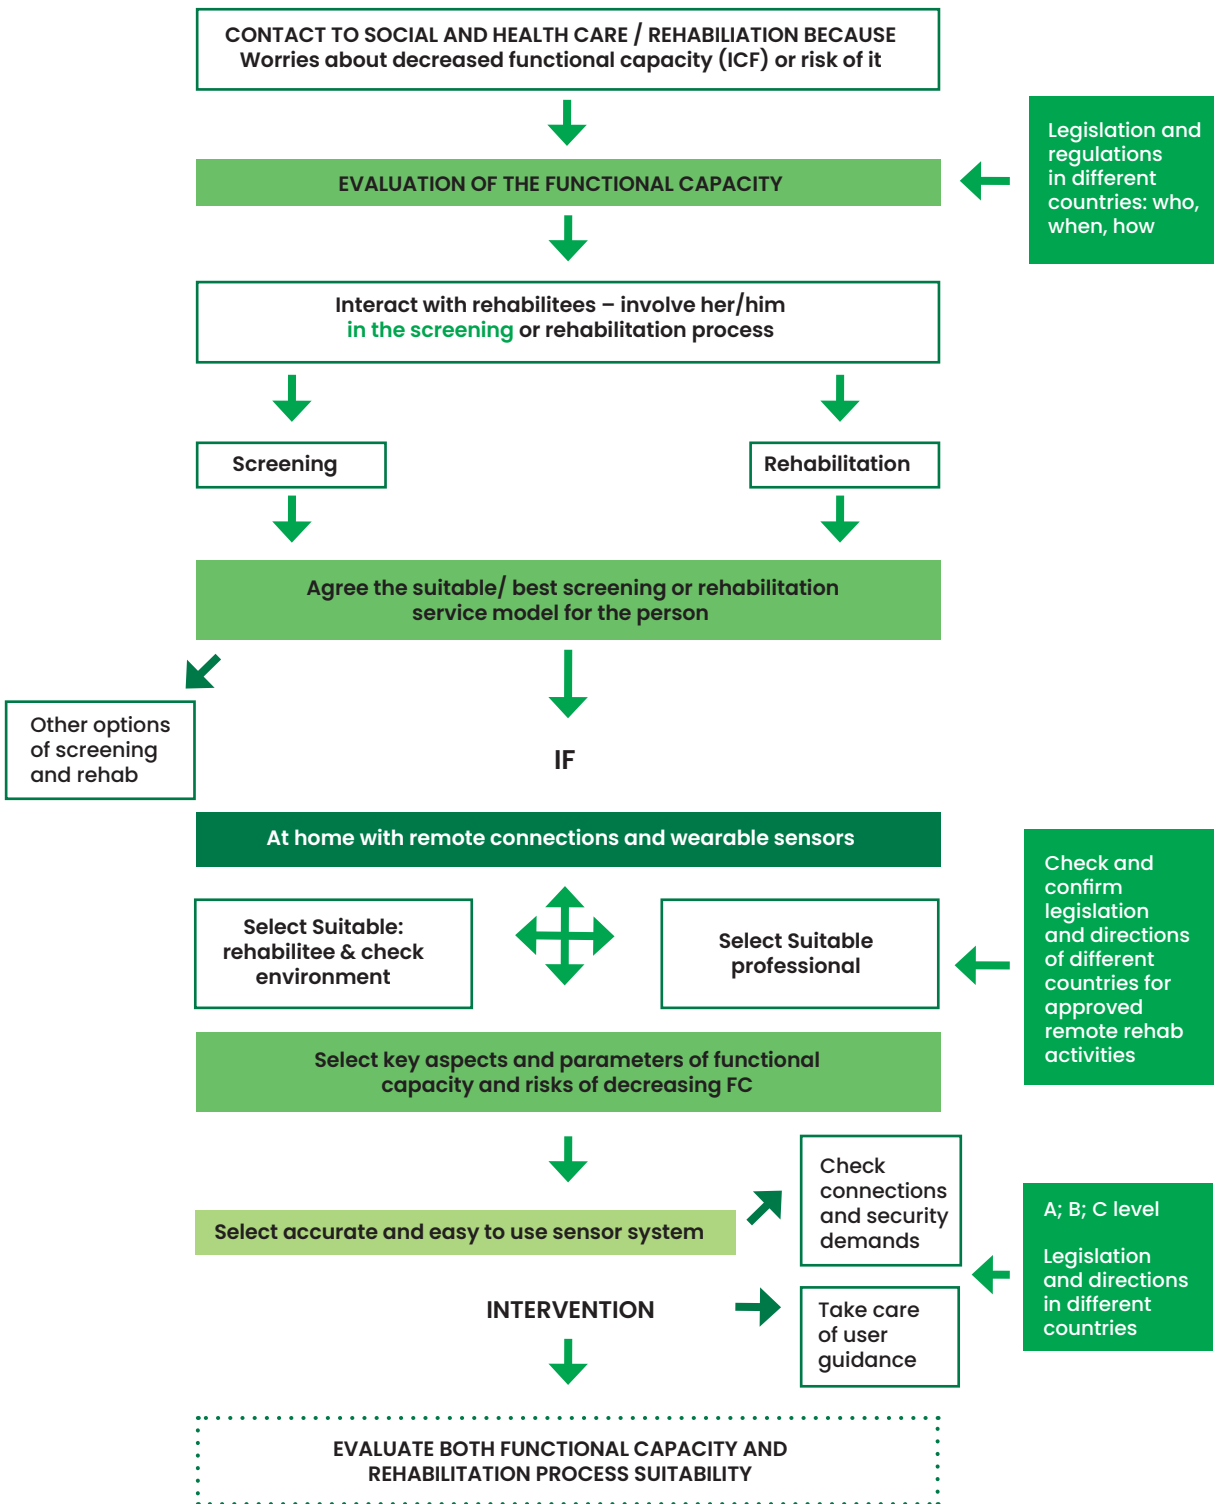 CONTACT TO SOCIAL AND HEALTH CARE / REHABILIATION BECAUSE
Worries about decreased functional capacity (ICF) or risk of it
Legislation and
regulations
in different
countries: who,
when, how
EVALUATION OF THE FUNCTIONAL CAPACITY
Interact with rehabilitees – involve her/him
in the screening or rehabilitation process
Screening
Rehabilitation
Agree the suitable/ best screening or rehabilitation
service model for the person
Other options
of screening
and rehab
IF
At home with remote connections and wearable sensors
Select Suitable:
rehabilitee & check
environment
Select Suitable
professional
Check and
confirm
legislation
and directions
of different
countries for
approved
remote rehab
activities
Select key aspects and parameters of functional
capacity and risks of decreasing FC
Select accurate and easy to use sensor system
Check
connections
and security
demands
A; B; C level
Legislation
and directions
in different
countries
INTERVENTION
Take care
of user
guidance
EVALUATE BOTH FUNCTIONAL CAPACITY AND
REHABILITATION PROCESS SUITABILITY